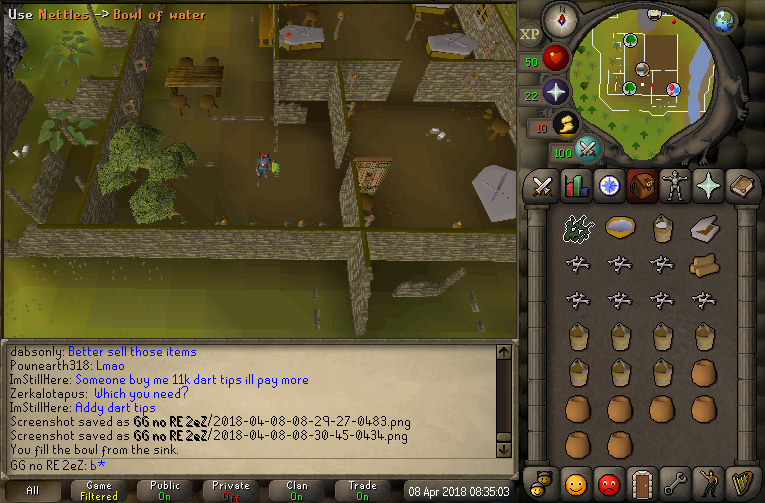 Use Nettles -> Bowl of water
XP
50
22
10
100
dabsonly: Better sell those items
Pownearth318: Lmao
ImStillHere: Someone buy me 11k dart tips ill pay more
Zerkalotapus: Which you need?
ImStillHere: Addy dart tips
Screenshot saved as GG no RE 2eZ/2018-04-08-08-29-27-0483.png
Screenshot saved as GG no RE 2eZ/2018-04-08-08-30-45-0434.png
You fill the bowl from the sink.
GG no RE 2eZ: b*
All
Game
Filtered
Public
On
Private
Off
Clan
On
Trade
On
08 Apr 2018 08:35:03